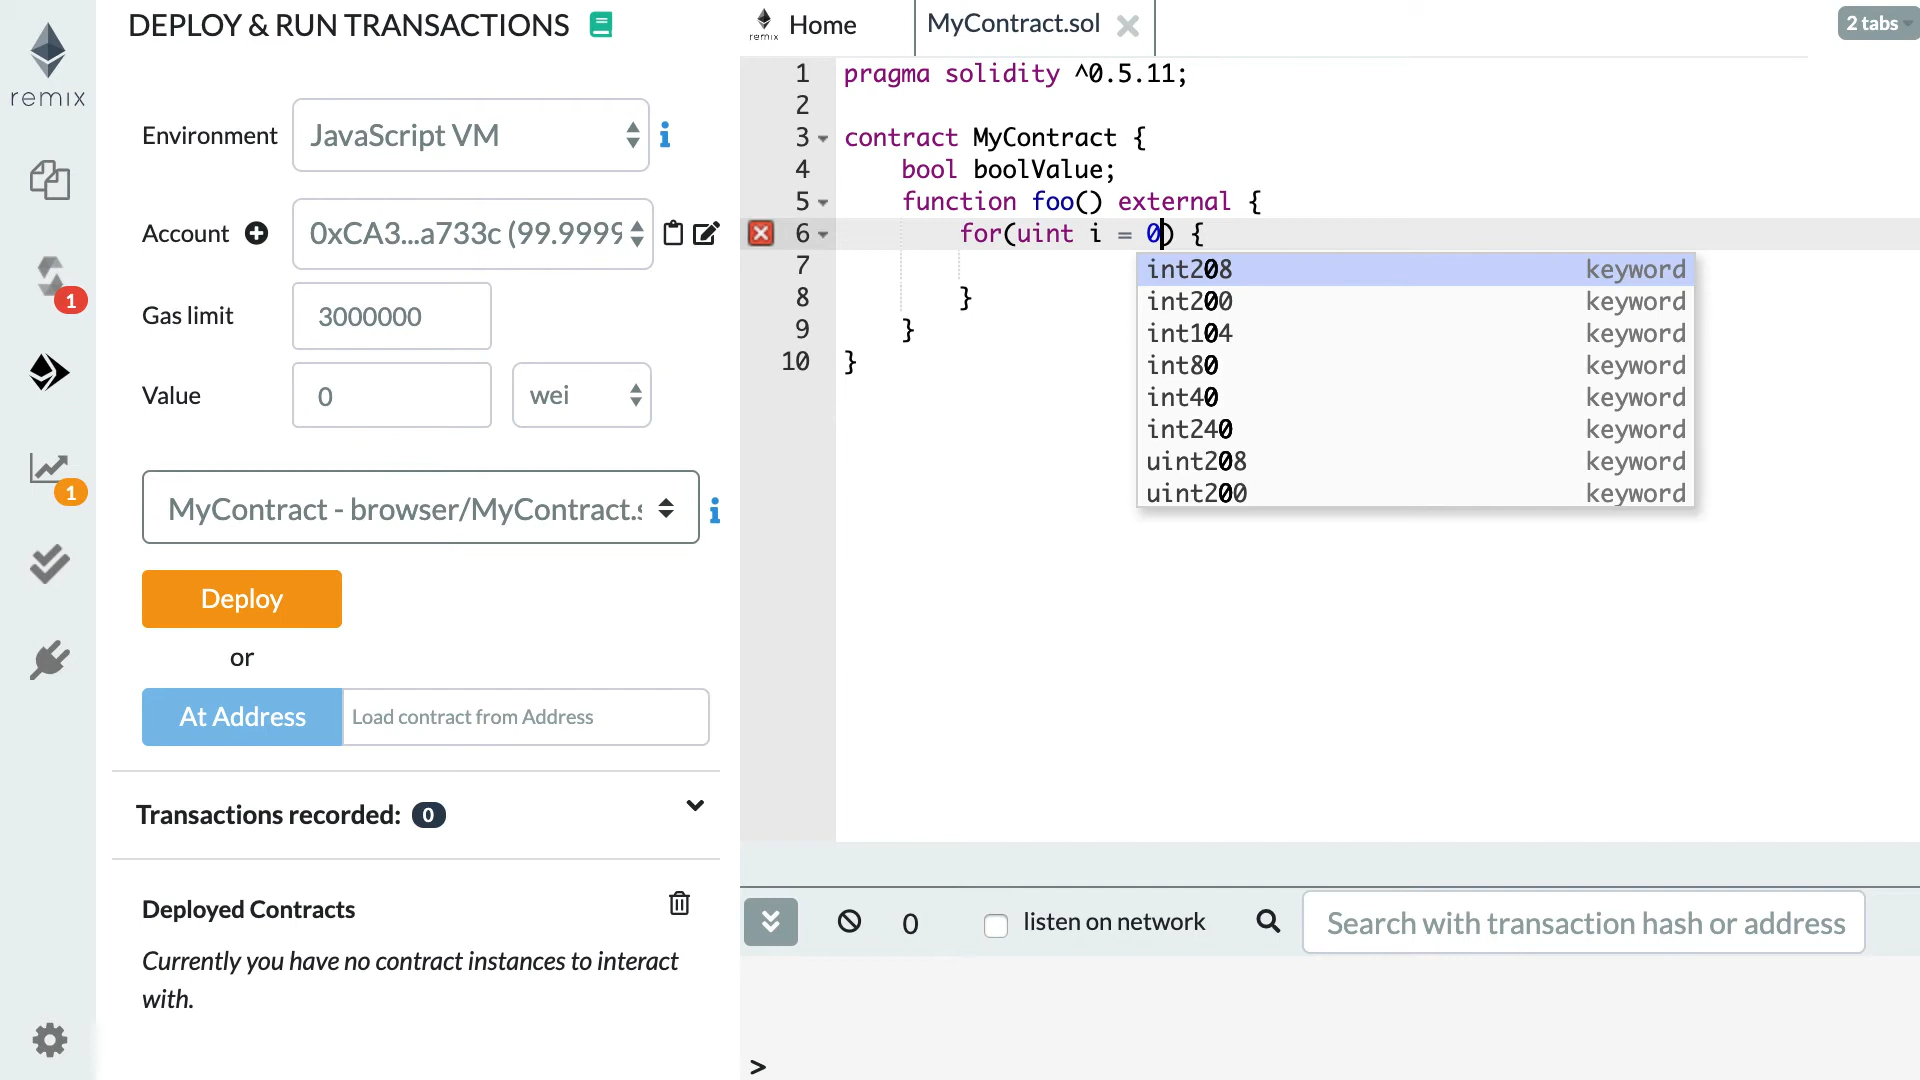 remix
1
1
DEPLOY & RUN TRANSACTIONS
Environment
JavaScript VM
Account
0xCA3...a733c (99.9999
Gas limit
3000000
Value
0
wei
MyContract - browser/MyContract.s
Deploy
or
At Address
Load contract from Address
Transactions recorded: 0
Deployed Contracts
Currently you have no contract instances to interact
with.
remix
Home
MyContract.sol
2 tabs
1 pragma solidity ^0.5.11;
2
3 contract MyContract {
4 bool boolValue;
5 function foo() external {
6 for(uint i = 0) {
7
8 }
9 }
10 }
int208 keyword
int200 keyword
int104 keyword
int80 keyword
int40 keyword
int240 keyword
uint208 keyword
uint200 keyword
0
listen on network
Search with transaction hash or address
>